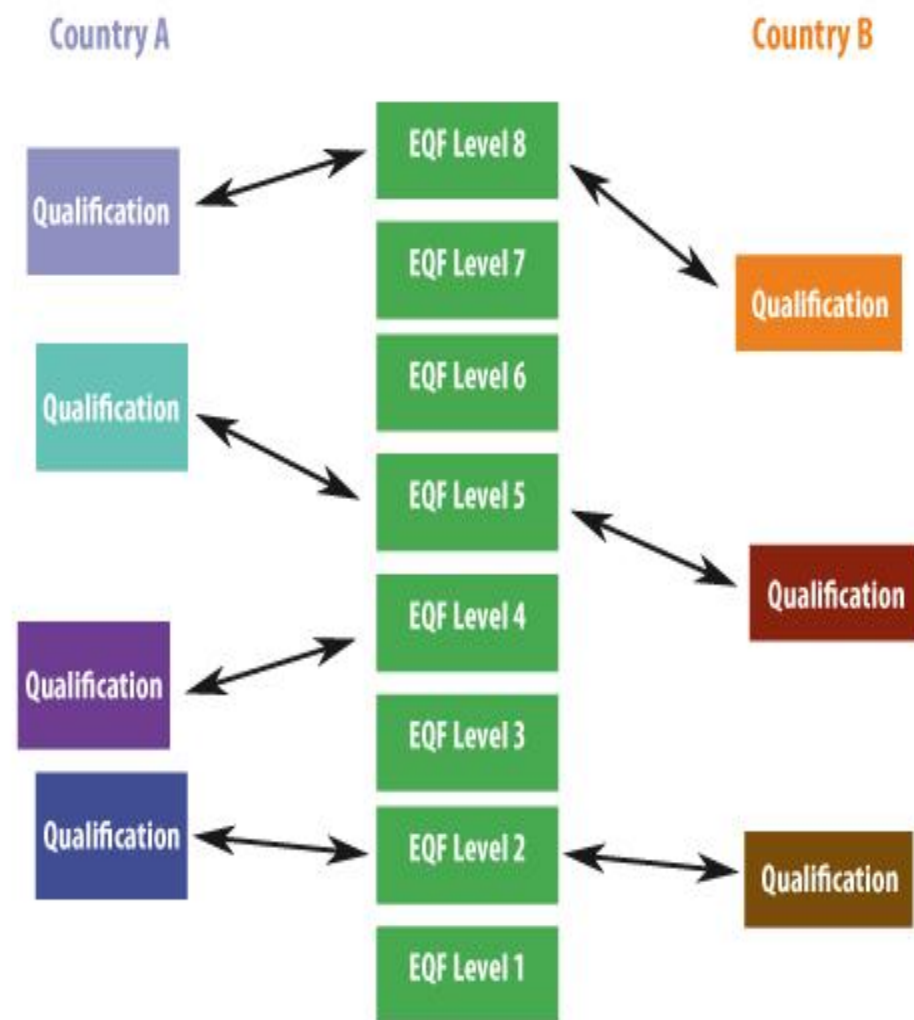 Country A
Country B
EQF Level 8
Qualification
EQF Level 7
Qualification
EQF Level 6
Qualification
EQF Level 5
Qualification
EQF Level 4
Qualification
EQF Level 3
EQF Level 2
Qualification
Qualification
EQF Level 1